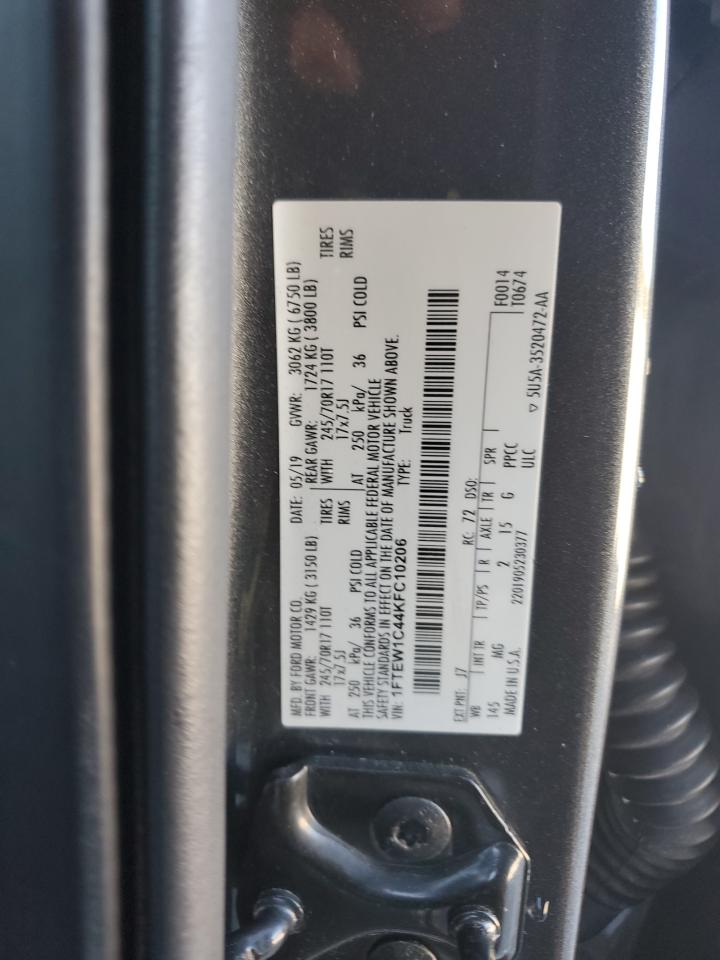 MFD. BY FORD MOTOR CO. DATE: 05/19 GVWR: 3062 KG ( 6750 LB)
FRONT GAWR: 1429 KG ( 3150 LB) REAR GAWR: 1724 KG ( 3800 LB)
WITH 245/70R17 110T TIRES WITH 245/70R17 110T TIRES
17x7.5J RIMS 17x7.5J RIMS
AT 250 kPa/ 36 PSI COLD AT 250 kPa/ 36 PSI COLD
THIS VEHICLE CONFORMS TO ALL APPLICABLE FEDERAL MOTOR VEHICLE
SAFETY STANDARDS IN EFFECT ON THE DATE OF MANUFACTURE SHOWN ABOVE.
VIN: 1FTEW1C44KFC10206 TYPE: Truck
EXT PNT: J7 RC: 72 DSO:
WB INT TR TP/PS R AXLE TR SPR F0014
145 MG 2 15 G PPCC T0674
MADE IN U.S.A. 2201905230377 ULC
▽ 5U5A-3520472-AA